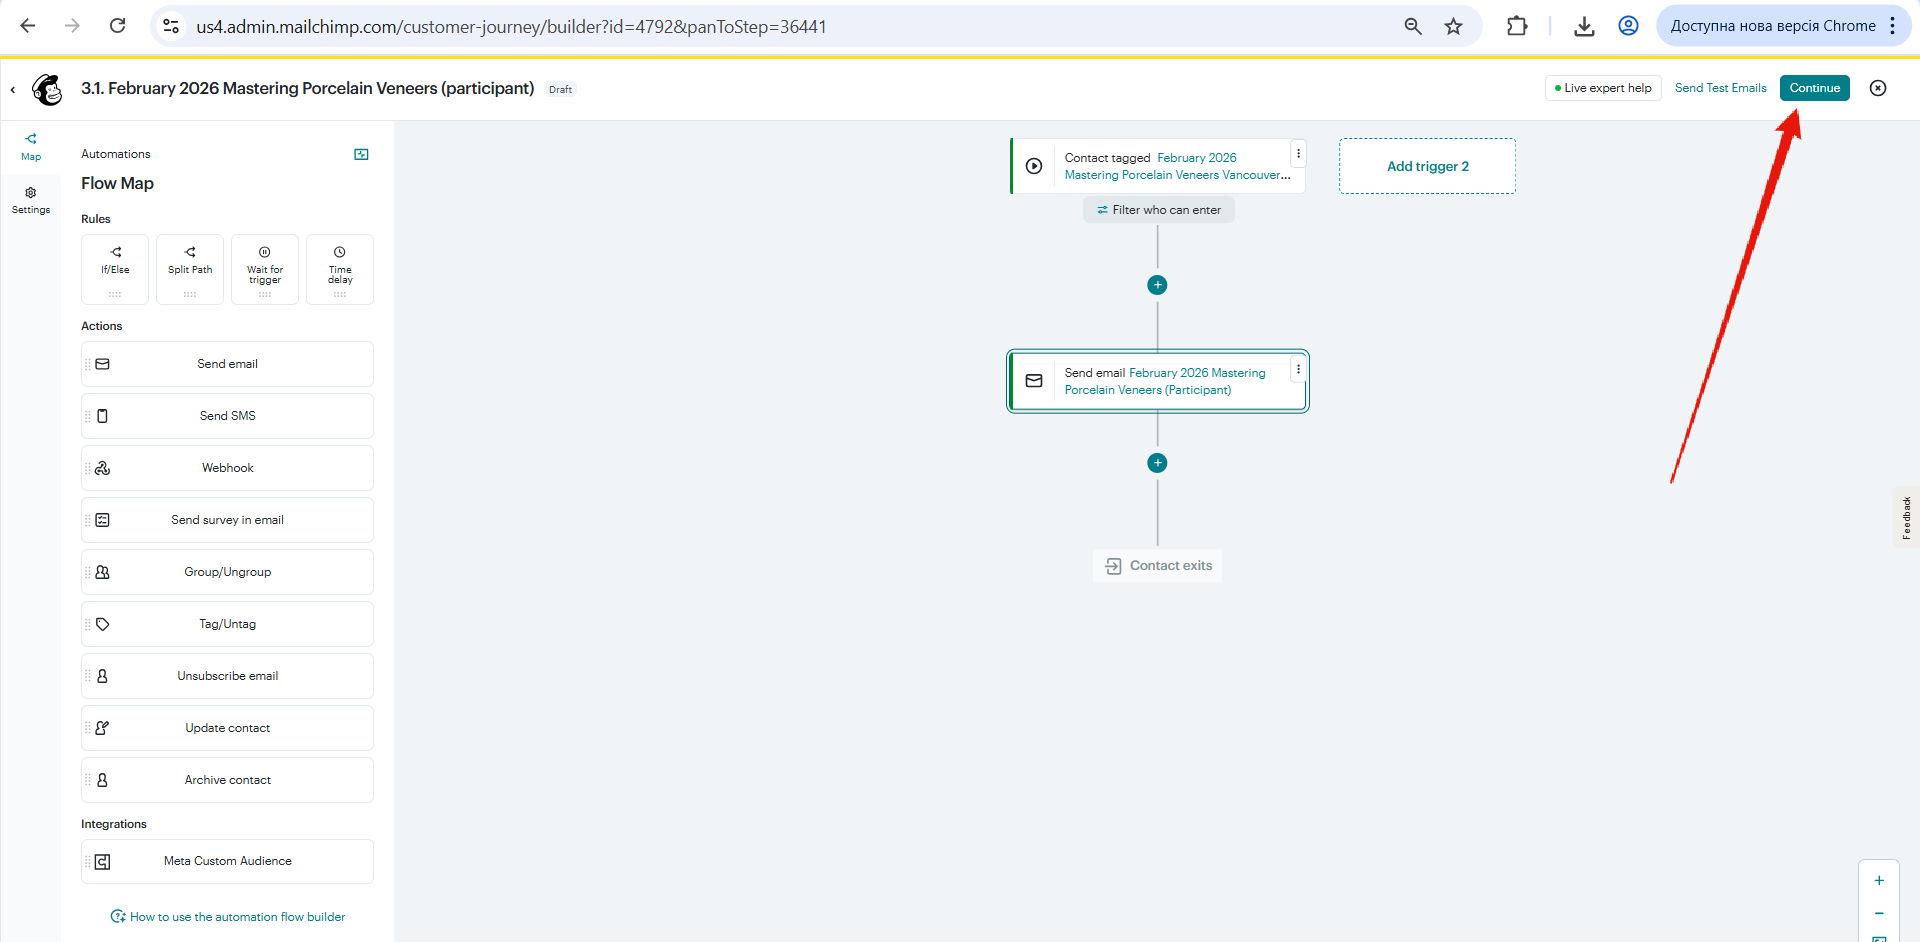 us4.admin.mailchimp.com/customer-journey/builder?id=4792&panToStep=36441
Доступна нова версія Chrome
3.1. February 2026 Mastering Porcelain Veneers (participant)
Draft
Live expert help
Send Test Emails
Continue
Map
Settings
Automations
Flow Map
Rules
If/Else
Split Path
Wait for
trigger
Time
delay
Actions
Send email
Send SMS
Webhook
Send survey in email
Group/Ungroup
Tag/Untag
Unsubscribe email
Update contact
Archive contact
Integrations
Meta Custom Audience
How to use the automation flow builder
Contact tagged February 2026
Mastering Porcelain Veneers Vancouver...
Add trigger 2
Filter who can enter
Send email February 2026 Mastering
Porcelain Veneers (Participant)
Contact exits
Feedback